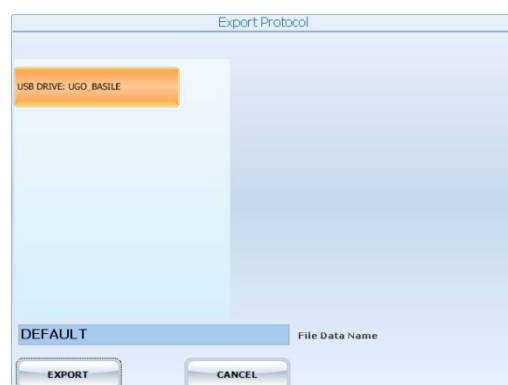 Export Protocol
USB DRIVE: UGO_BASILE
DEFAULT
File Data Name
EXPORT
CANCEL